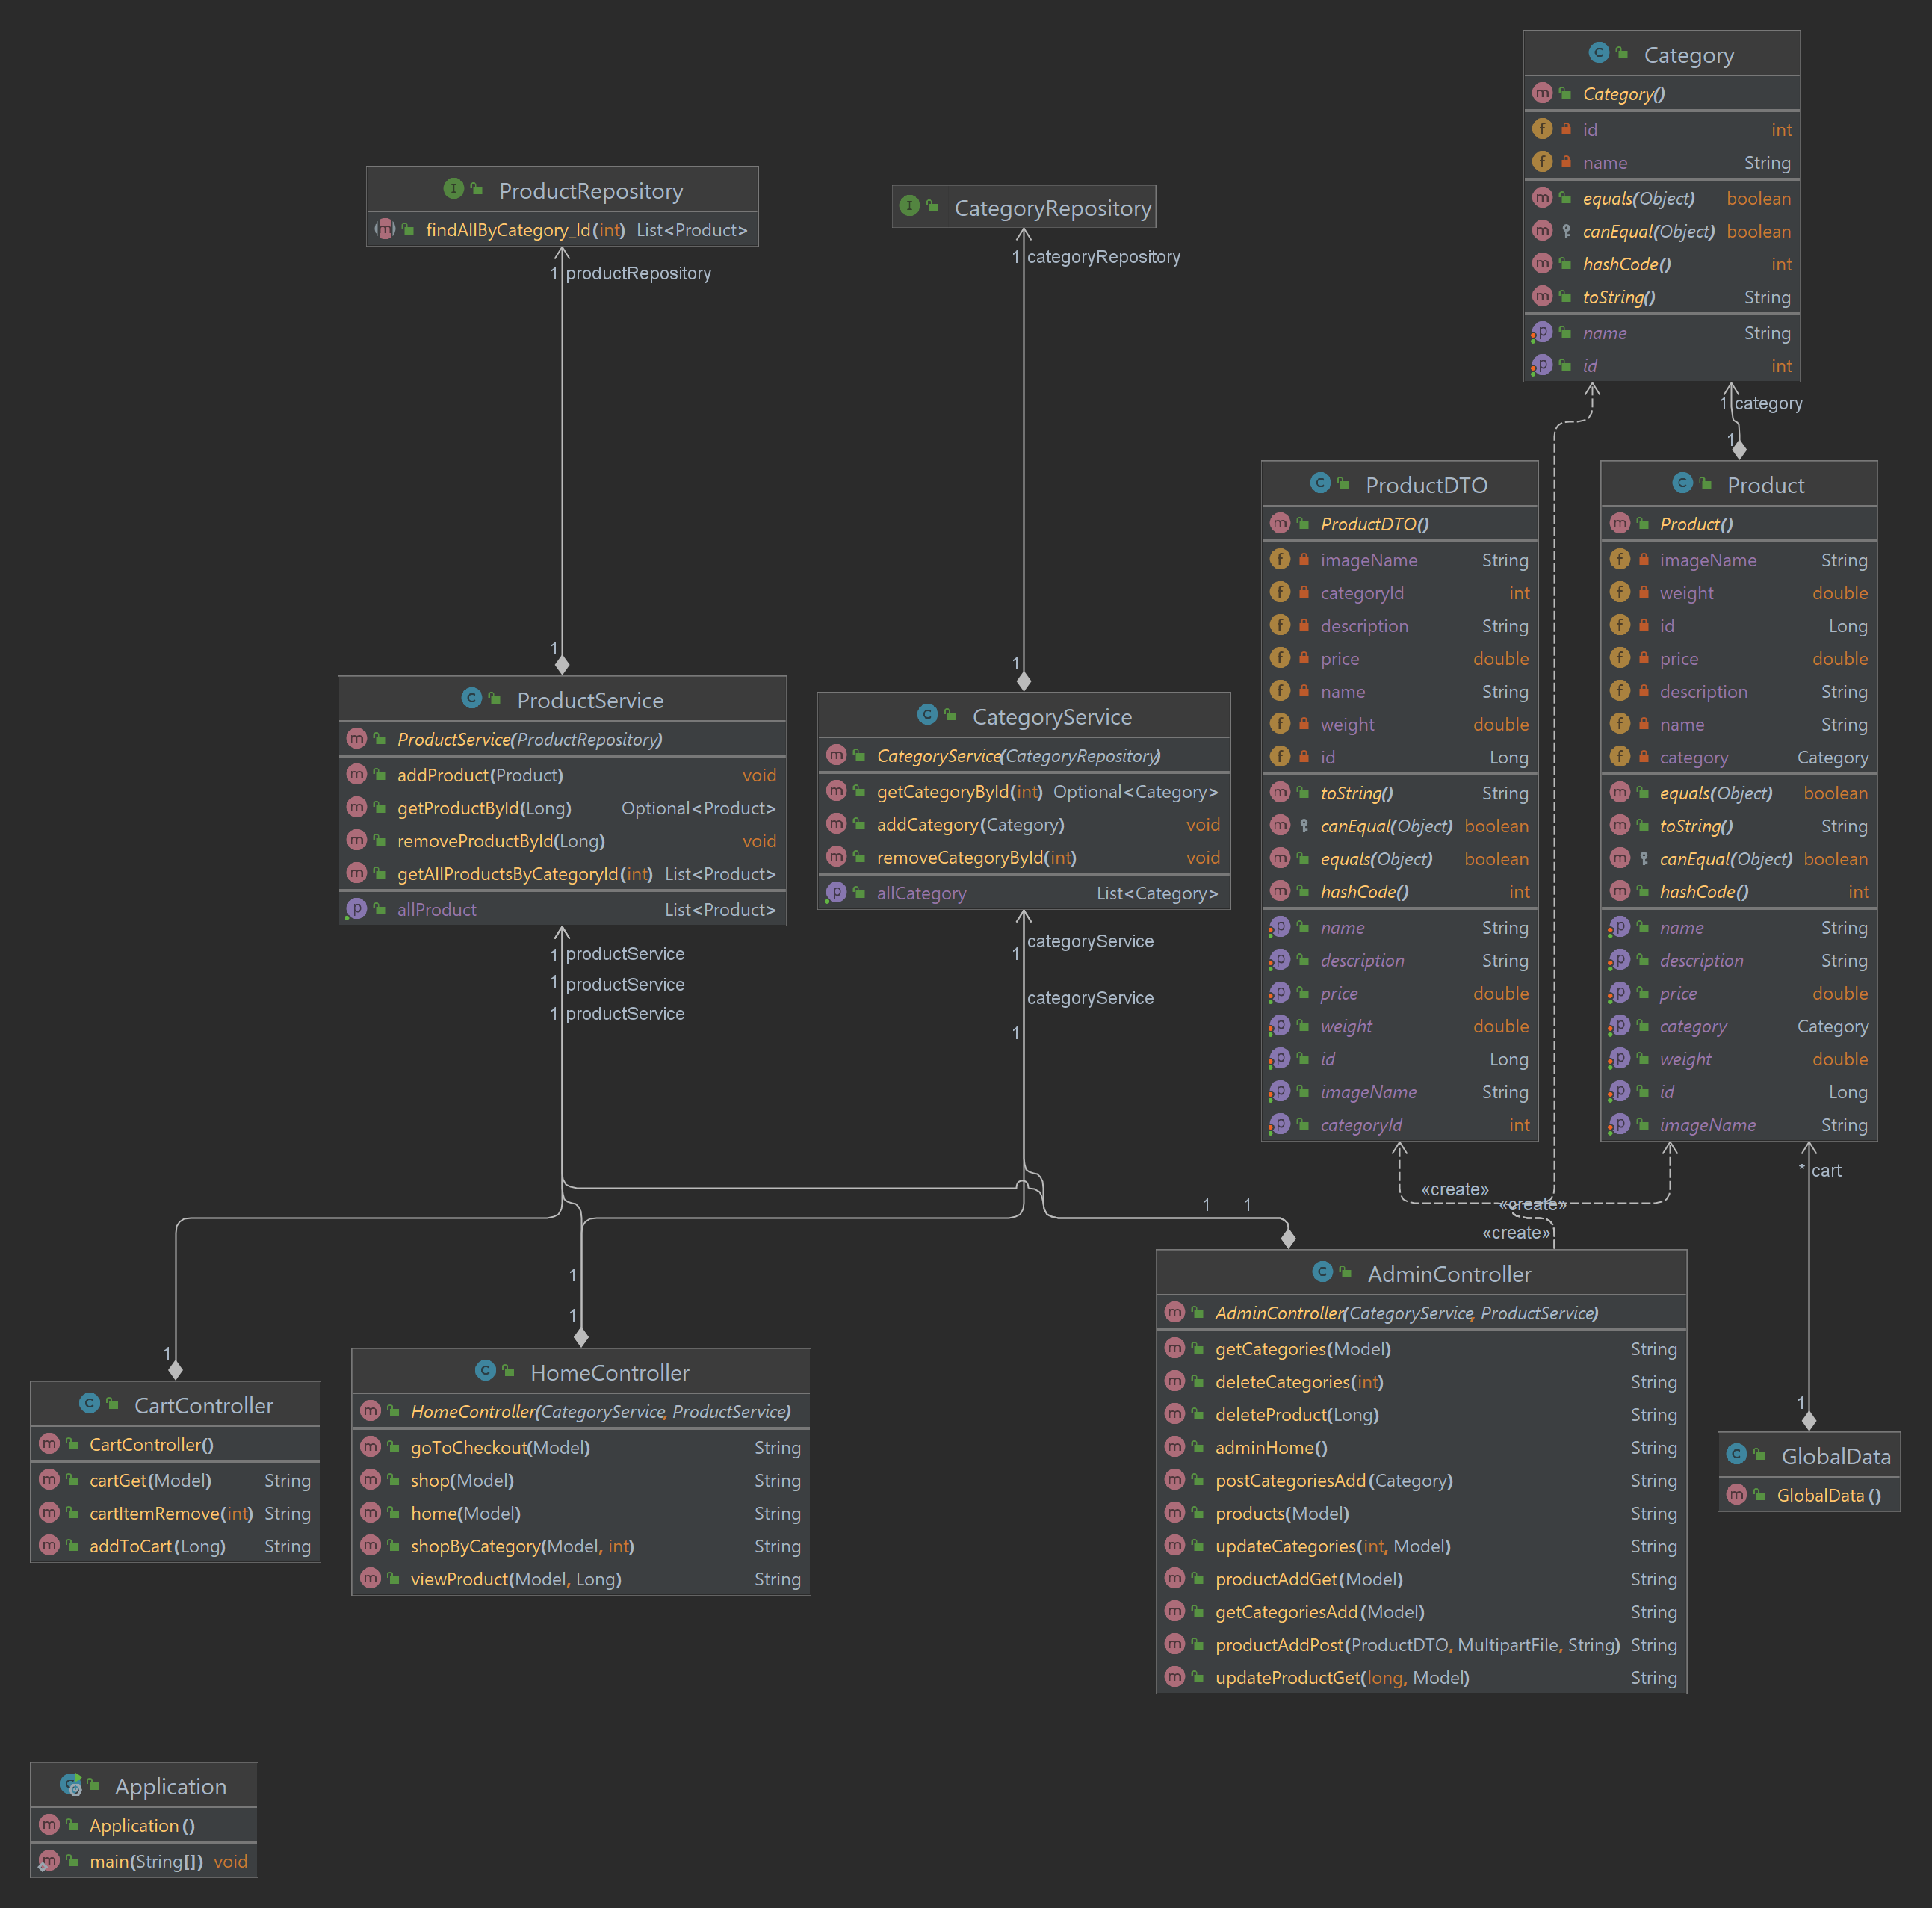 Category
Category()
id int
name String
equals(Object) boolean
canEqual(Object) boolean
hashCode() int
toString() String
name String
id int
1 category
1
ProductRepository
findAllByCategory_Id(int) List<Product>
1 productRepository
1
CategoryRepository
1 categoryRepository
1
ProductDTO
ProductDTO()
imageName String
categoryId int
description String
price double
name String
weight double
id Long
toString() String
canEqual(Object) boolean
equals(Object) boolean
hashCode() int
name String
description String
price double
weight double
id Long
imageName String
categoryId int
Product
Product()
imageName String
weight double
id Long
price double
description String
name String
category Category
equals(Object) boolean
toString() String
canEqual(Object) boolean
hashCode() int
name String
description String
price double
category Category
weight double
id Long
imageName String
ProductService
ProductService(ProductRepository)
addProduct(Product) void
getProductById(Long) Optional<Product>
removeProductById(Long) void
getAllProductsByCategoryId(int) List<Product>
allProduct List<Product>
1 productService
1 productService
1 productService
CategoryService
CategoryService(CategoryRepository)
getCategoryById(int) Optional<Category>
addCategory(Category) void
removeCategoryById(int) void
allCategory List<Category>
categoryService
1
categoryService
1
* cart
«create»
«create»
«create»
1 1
1
1
1
1
CartController
CartController()
cartGet(Model) String
cartItemRemove(int) String
addToCart(Long) String
HomeController
HomeController(CategoryService, ProductService)
goToCheckout(Model) String
shop(Model) String
home(Model) String
shopByCategory(Model, int) String
viewProduct(Model, Long) String
AdminController
AdminController(CategoryService, ProductService)
getCategories(Model) String
deleteCategories(int) String
deleteProduct(Long) String
adminHome() String
postCategoriesAdd(Category) String
products(Model) String
updateCategories(int, Model) String
productAddGet(Model) String
getCategoriesAdd(Model) String
productAddPost(ProductDTO, MultipartFile, String) String
updateProductGet(long, Model) String
GlobalData
GlobalData()
Application
Application()
main(String[]) void